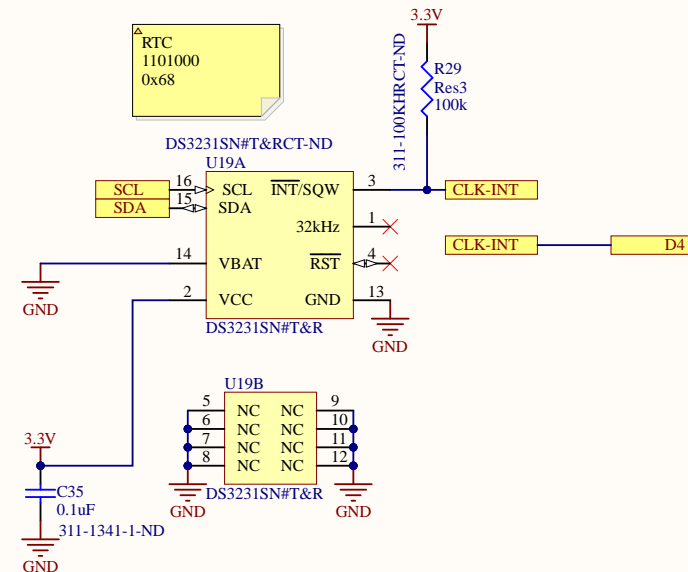 3.3V
RTC
1101000
0x68
311-100KHRCT-ND
R29
Res3
100k
DS3231SN#T&RCT-ND
U19A
SCL 16 SCL INT/SQW 3 CLK-INT
SDA 15 SDA
32kHz 1
CLK-INT D4
14 VBAT RST 4
2 VCC GND 13
GND
DS3231SN#T&R
GND
U19B
5 NC NC 9
6 NC NC 10
7 NC NC 11
8 NC NC 12
3.3V
DS3231SN#T&R
GND GND
C35
0.1uF
311-1341-1-ND
GND